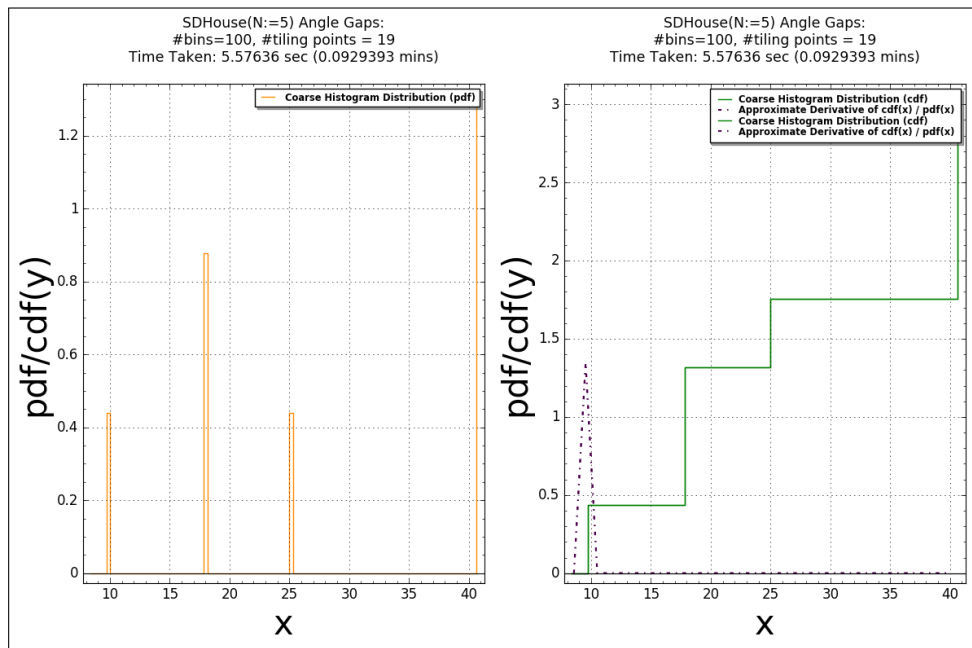 SDHouse(N:=5) Angle Gaps:
#bins=100, #tiling points = 19
Time Taken: 5.57636 sec (0.0929393 mins)
Coarse Histogram Distribution (pdf)
1.2
1
0.8
0.6
0.4
0.2
0
10 15 20 25 30 35 40
pdf/cdf(y)
x
SDHouse(N:=5) Angle Gaps:
#bins=100, #tiling points = 19
Time Taken: 5.57636 sec (0.0929393 mins)
Coarse Histogram Distribution (cdf)
Approximate Derivative of cdf(x) / pdf(x)
Coarse Histogram Distribution (cdf)
Approximate Derivative of cdf(x) / pdf(x)
3
2.5
2
1.5
1
0.5
0
10 15 20 25 30 35 40
pdf/cdf(y)
x